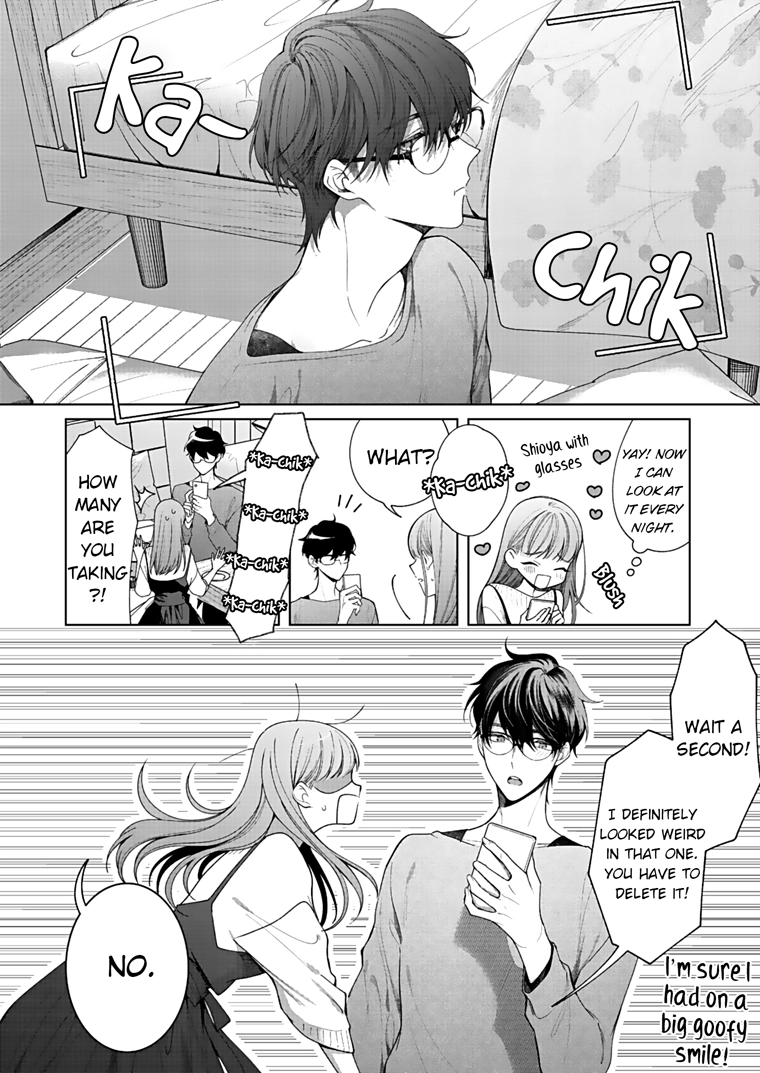 Ka-
Chik
YAY! NOW
I CAN
LOOK AT
IT EVERY
NIGHT.
Shioya with
glasses
Blush
*Ka-chik*
WHAT?
*Ka-chik*
*Ka-chik*
*Ka-chik*
*Ka-chik*
HOW
MANY
ARE
YOU
TAKING
?!
WAIT A
SECOND!
I DEFINITELY
LOOKED WEIRD
IN THAT ONE.
YOU HAVE TO
DELETE IT!
I'm sure I
had on a
big goofy
smile!
NO.